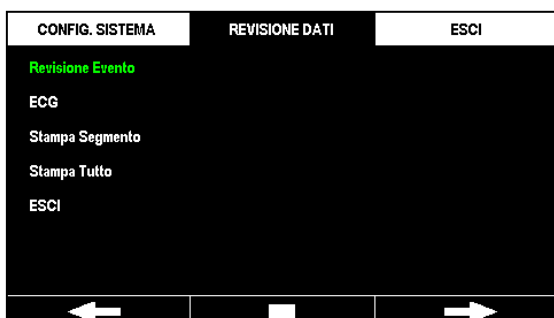 CONFIG. SISTEMA REVISIONE DATI ESCI
Revisione Evento
ECG
Stampa Segmento
Stampa Tutto
ESCI